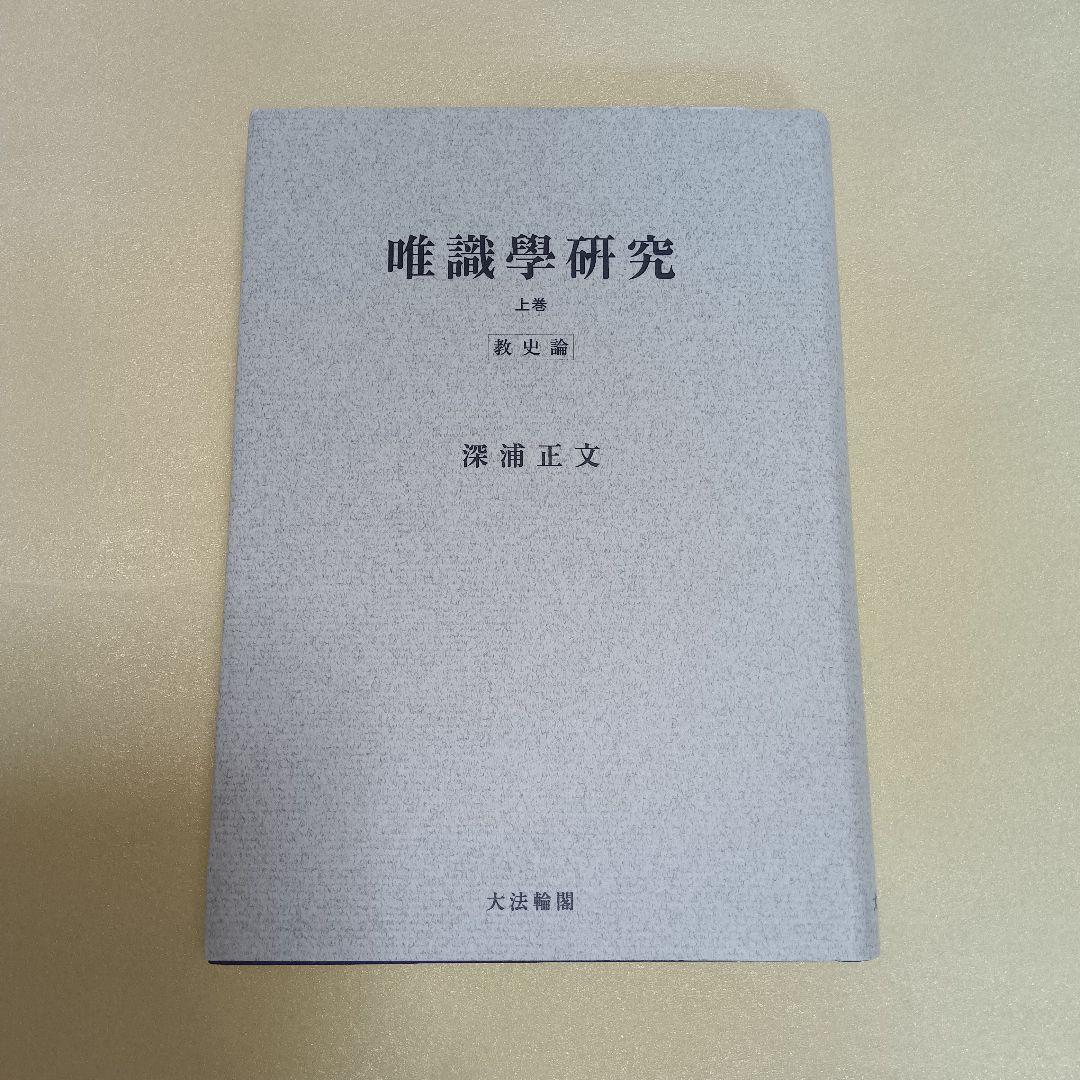 唯識學研究
上巻
教史論
深浦正文
大法輪閣